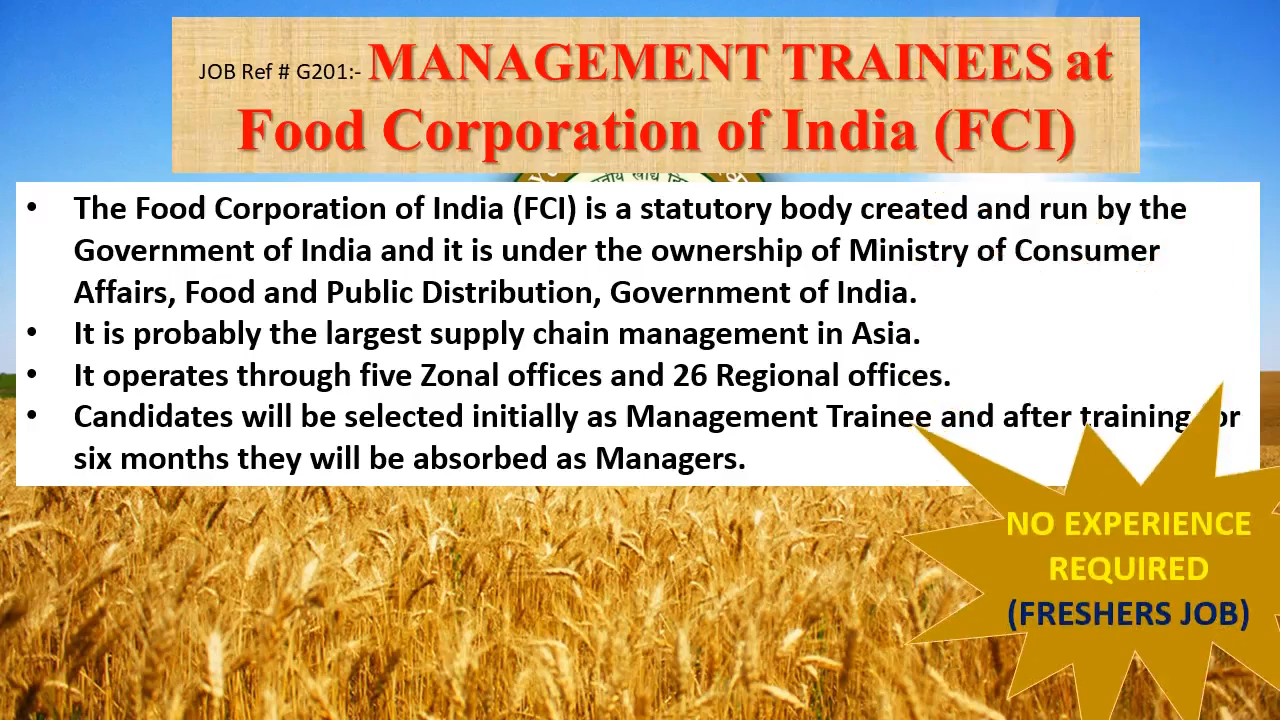 JOB Ref # G201:- MANAGEMENT TRAINEES at
Food Corporation of India (FCI)
• The Food Corporation of India (FCI) is a statutory body created and run by the
Government of India and it is under the ownership of Ministry of Consumer
Affairs, Food and Public Distribution, Government of India.
• It is probably the largest supply chain management in Asia.
• It operates through five Zonal offices and 26 Regional offices.
• Candidates will be selected initially as Management Trainee and after training
six months they will be absorbed as Managers.
NO EXPERIENCE
REQUIRED
(FRESHERS JOB)